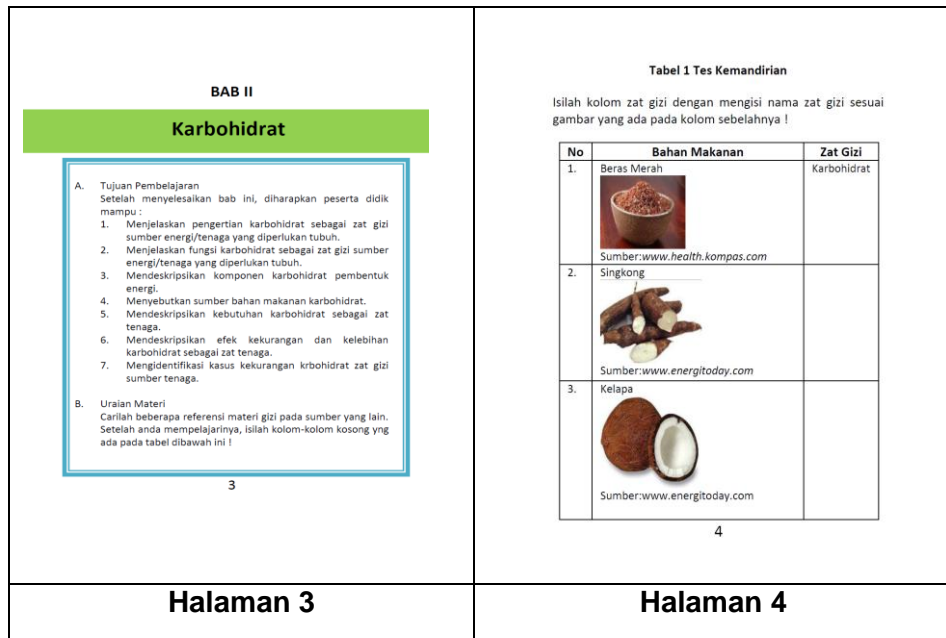 BAB II
Karbohidrat
A. Tujuan Pembelajaran
Setelah menyelesaikan bab ini, diharapkan peserta didik
mampu :
1. Menjelaskan pengertian karbohidrat sebagai zat gizi
sumber energi/tenaga yang diperlukan tubuh.
2. Menjelaskan fungsi karbohidrat sebagai zat gizi sumber
energi/tenaga yang diperlukan tubuh.
3. Mendeskripsikan komponen karbohidrat pembentuk
energi.
4. Menyebutkan sumber bahan makanan karbohidrat.
5. Mendeskripsikan kebutuhan karbohidrat sebagai zat
tenaga.
6. Mendeskripsikan efek kekurangan dan kelebihan
karbohidrat sebagai zat tenaga.
7. Mengidentifikasi kasus kekurangan krbohidrat zat gizi
sumber tenaga.
B. Uraian Materi
Carilah beberapa referensi materi gizi pada sumber yang lain.
Setelah anda mempelajarinya, isilah kolom-kolom kosong yng
ada pada tabel dibawah ini !
3
Halaman 3
Tabel 1 Tes Kemandirian
Isilah kolom zat gizi dengan mengisi nama zat gizi sesuai
gambar yang ada pada kolom sebelahnya !
No Bahan Makanan Zat Gizi
1. Beras Merah Karbohidrat
Sumber:www.health.kompas.com
2. Singkong
Sumber:www.energitoday.com
3. Kelapa
Sumber:www.energitoday.com
4
Halaman 4